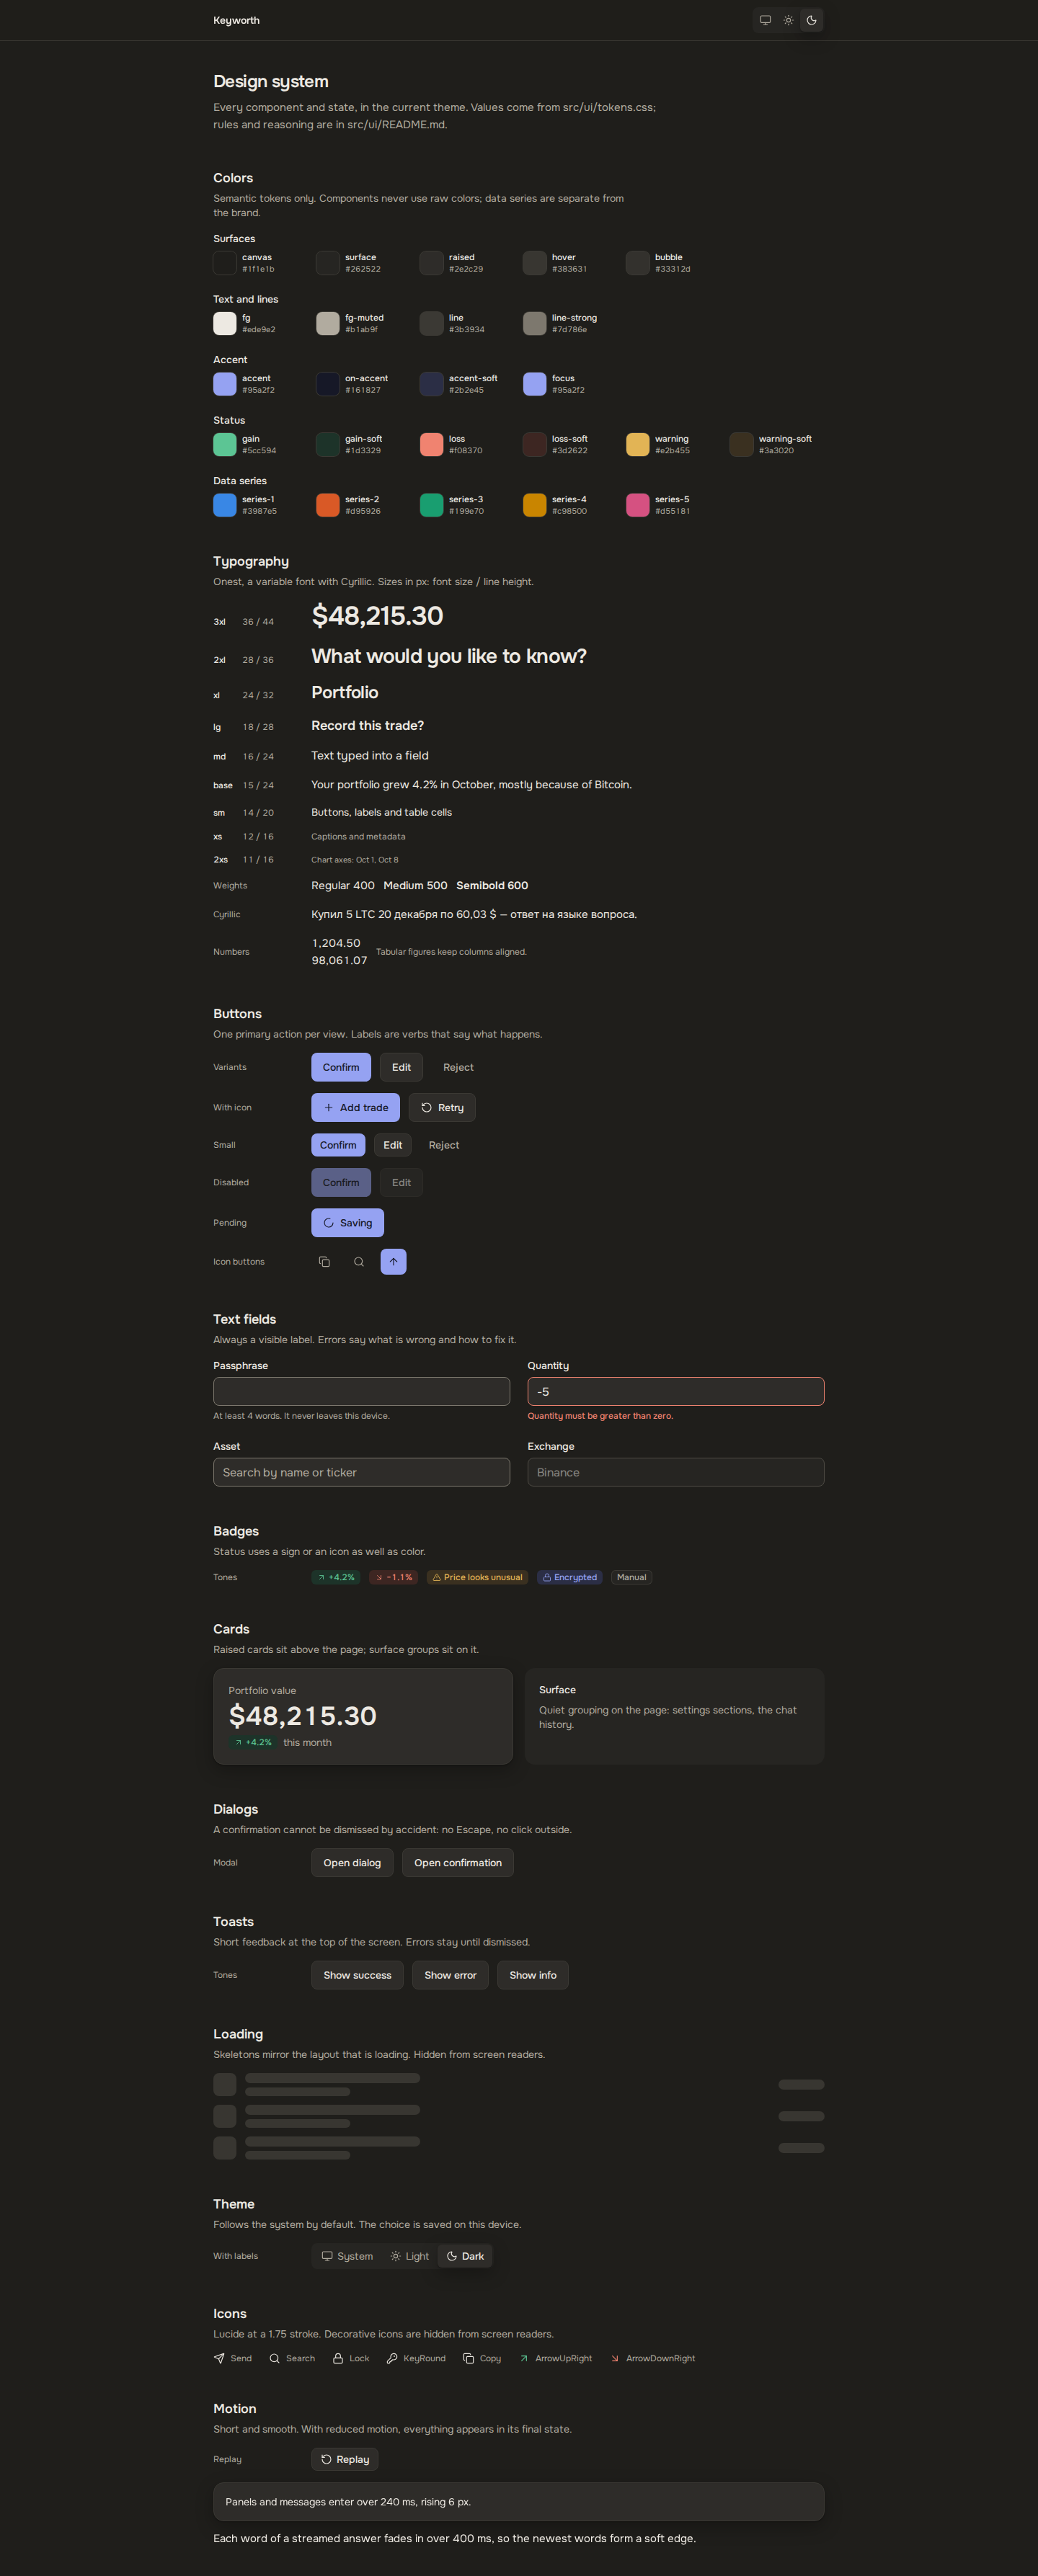 Keyworth
Design system
Every component and state, in the current theme. Values come from src/ui/tokens.css;
rules and reasoning are in src/ui/README.md.
Colors
Semantic tokens only. Components never use raw colors; data series are separate from
the brand.
Surfaces
canvas surface raised hover bubble
#1f1e1b #262522 #2e2c29 #383631 #33312d
Text and lines
fg fg-muted line line-strong
#ede9e2 #b1ab9f #3b3934 #7d786e
Accent
accent on-accent accent-soft focus
#95a2f2 #161827 #2b2e45 #95a2f2
Status
gain gain-soft loss loss-soft warning warning-soft
#5cc594 #1d3329 #f08370 #3d2622 #e2b455 #3a3020
Data series
series-1 series-2 series-3 series-4 series-5
#3987e5 #d95926 #199e70 #c98500 #d55181
Typography
Onest, a variable font with Cyrillic. Sizes in px: font size / line height.
3xl 36 / 44 $48,215.30
2xl 28 / 36 What would you like to know?
xl 24 / 32 Portfolio
lg 18 / 28 Record this trade?
md 16 / 24 Text typed into a field
base 15 / 24 Your portfolio grew 4.2% in October, mostly because of Bitcoin.
sm 14 / 20 Buttons, labels and table cells
xs 12 / 16 Captions and metadata
2xs 11 / 16 Chart axes: Oct 1, Oct 8
Weights Regular 400 Medium 500 Semibold 600
Cyrillic Купил 5 LTC 20 декабря по 60,03 $ — ответ на языке вопроса.
Numbers 1,204.50
98,061.07 Tabular figures keep columns aligned.
Buttons
One primary action per view. Labels are verbs that say what happens.
Variants Confirm Edit Reject
With icon Add trade Retry
Small Confirm Edit Reject
Disabled Confirm Edit
Pending Saving
Icon buttons
Text fields
Always a visible label. Errors say what is wrong and how to fix it.
Passphrase Quantity
-5
At least 4 words. It never leaves this device. Quantity must be greater than zero.
Asset Exchange
Search by name or ticker Binance
Badges
Status uses a sign or an icon as well as color.
Tones +4.2% −1.1% Price looks unusual Encrypted Manual
Cards
Raised cards sit above the page; surface groups sit on it.
Portfolio value
$48,215.30
+4.2% this month
Surface
Quiet grouping on the page: settings sections, the chat
history.
Dialogs
A confirmation cannot be dismissed by accident: no Escape, no click outside.
Modal Open dialog Open confirmation
Toasts
Short feedback at the top of the screen. Errors stay until dismissed.
Tones Show success Show error Show info
Loading
Skeletons mirror the layout that is loading. Hidden from screen readers.
Theme
Follows the system by default. The choice is saved on this device.
With labels System Light Dark
Icons
Lucide at a 1.75 stroke. Decorative icons are hidden from screen readers.
Send Search Lock KeyRound Copy ArrowUpRight ArrowDownRight
Motion
Short and smooth. With reduced motion, everything appears in its final state.
Replay Replay
Panels and messages enter over 240 ms, rising 6 px.
Each word of a streamed answer fades in over 400 ms, so the newest words form a soft edge.